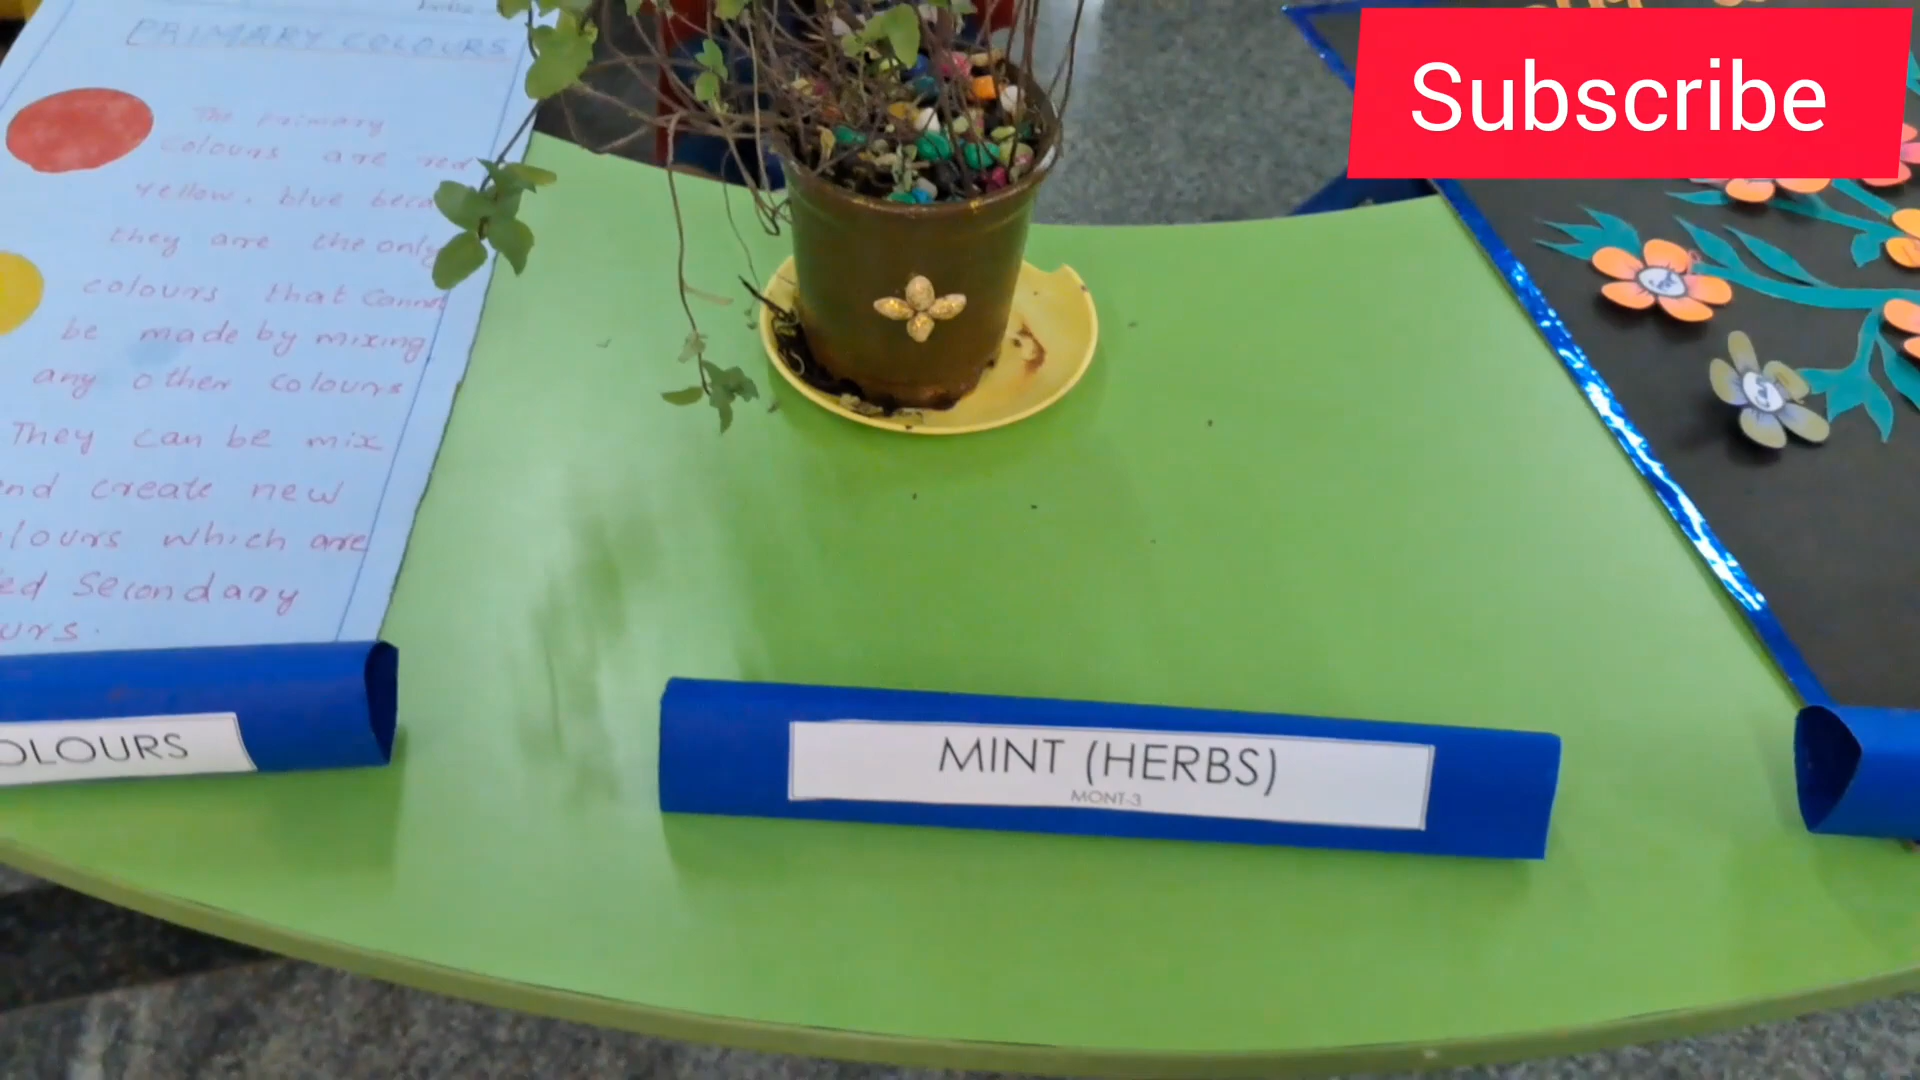 Subscribe
PRIMARY COLOURS
The Primary
Colours are red
yellow, blue
they are the only
colours that
be made by mixing
any other colours
They can be mix
create new
which are
Secondary
MINT (HERBS)
MONT-3